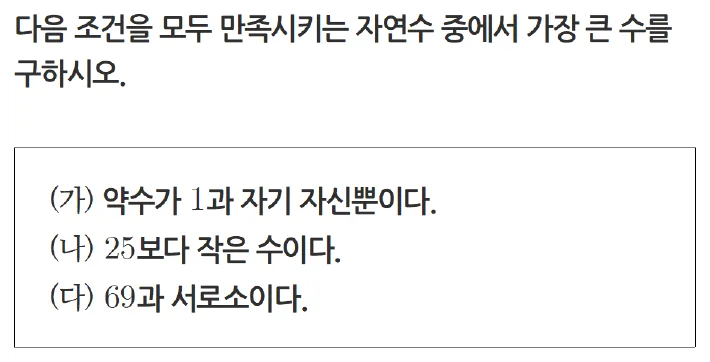 다음 조건을 모두 만족시키는 자연수 중에서 가장 큰 수를
구하시오.
(가) 약수가 1과 자기 자신뿐이다.
(나) 25보다 작은 수이다.
(다) 69과 서로소이다.